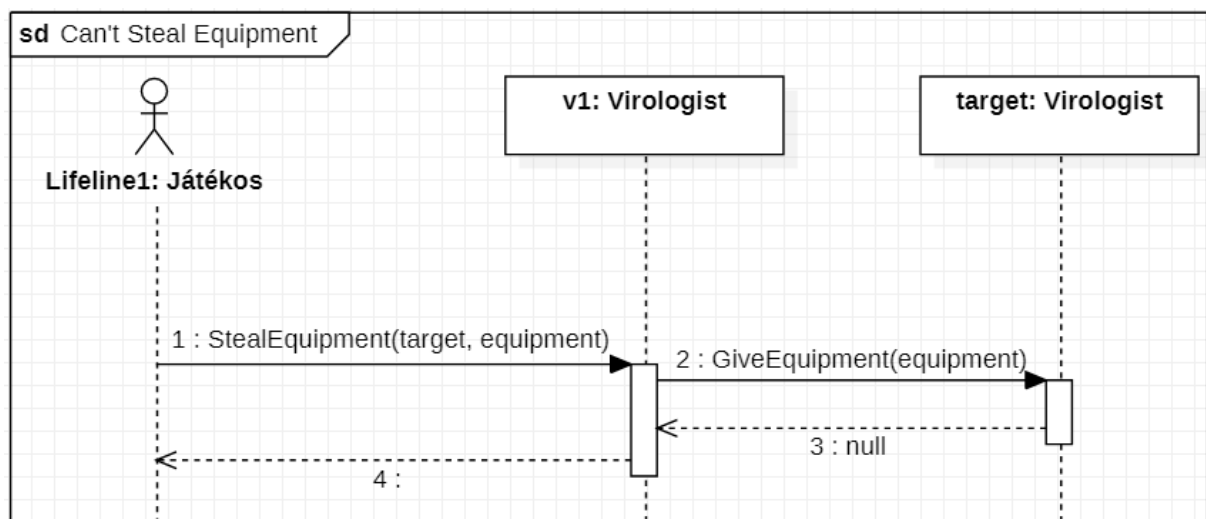 sd Can't Steal Equipment
v1: Virologist
target: Virologist
Lifeline1: Játékos
1 : StealEquipment(target, equipment)
2 : GiveEquipment(equipment)
3 : null
4 :